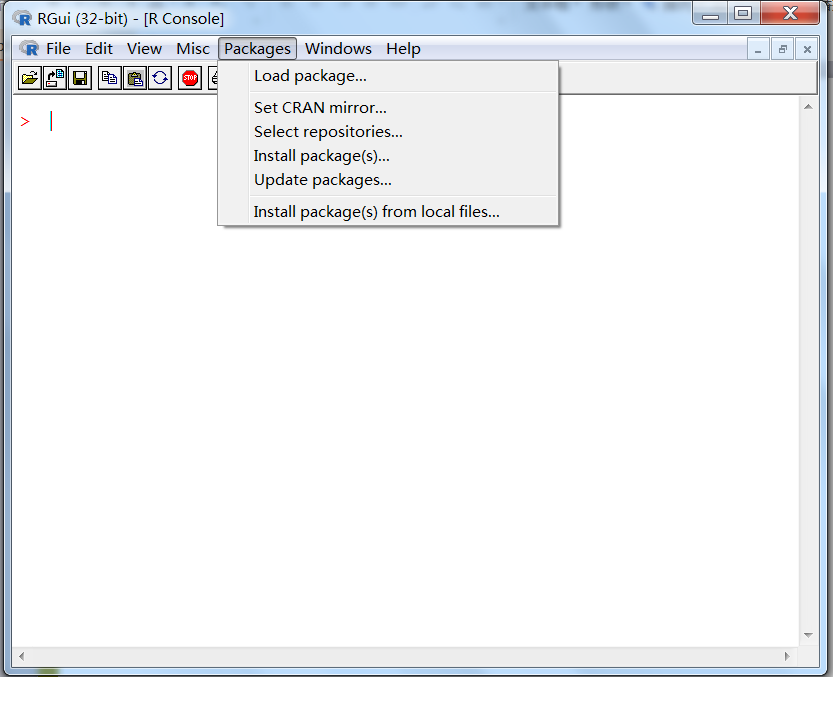 RGui (32-bit) - [R Console]
File Edit View Misc Packages Windows Help
STOP
Load package...
Set CRAN mirror...
Select repositories...
Install package(s)...
Update packages...
Install package(s) from local files...
>